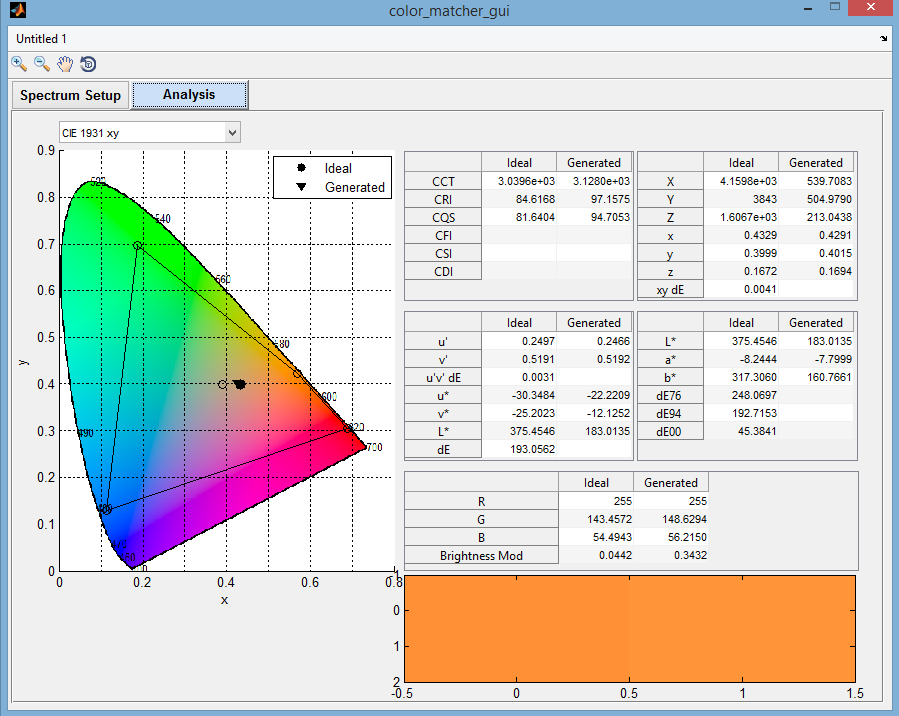 color_matcher_gui
Untitled 1
Spectrum Setup Analysis
CIE 1931 xy
Ideal
Generated
0.9
0.8
0.7
0.6
0.5
0.4
0.3
0.2
0.1
0
y
520
540
560
580
600
620
700
490
480
470
460
0 0.2 0.4 0.6 0.8
x
Ideal Generated
CCT 3.0396e+03 3.1280e+03
CRI 84.6168 97.1575
CQS 81.6404 94.7053
CFI
CSI
CDI
Ideal Generated
X 4.1598e+03 539.7083
Y 3843 504.9790
Z 1.6067e+03 213.0438
x 0.4329 0.4291
y 0.3999 0.4015
z 0.1672 0.1694
xy dE 0.0041
Ideal Generated
u' 0.2497 0.2466
v' 0.5191 0.5192
u'v' dE 0.0031
u* -30.3484 -22.2209
v* -25.2023 -12.1252
L* 375.4546 183.0135
dE 193.0562
Ideal Generated
L* 375.4546 183.0135
a* -8.2444 -7.7999
b* 317.3060 160.7661
dE76 248.0697
dE94 192.7153
dE00 45.3841
Ideal Generated
R 255 255
G 143.4572 148.6294
B 54.4943 56.2150
Brightness Mod 0.0442 0.3432
0
1
2
-0.5 0 0.5 1 1.5